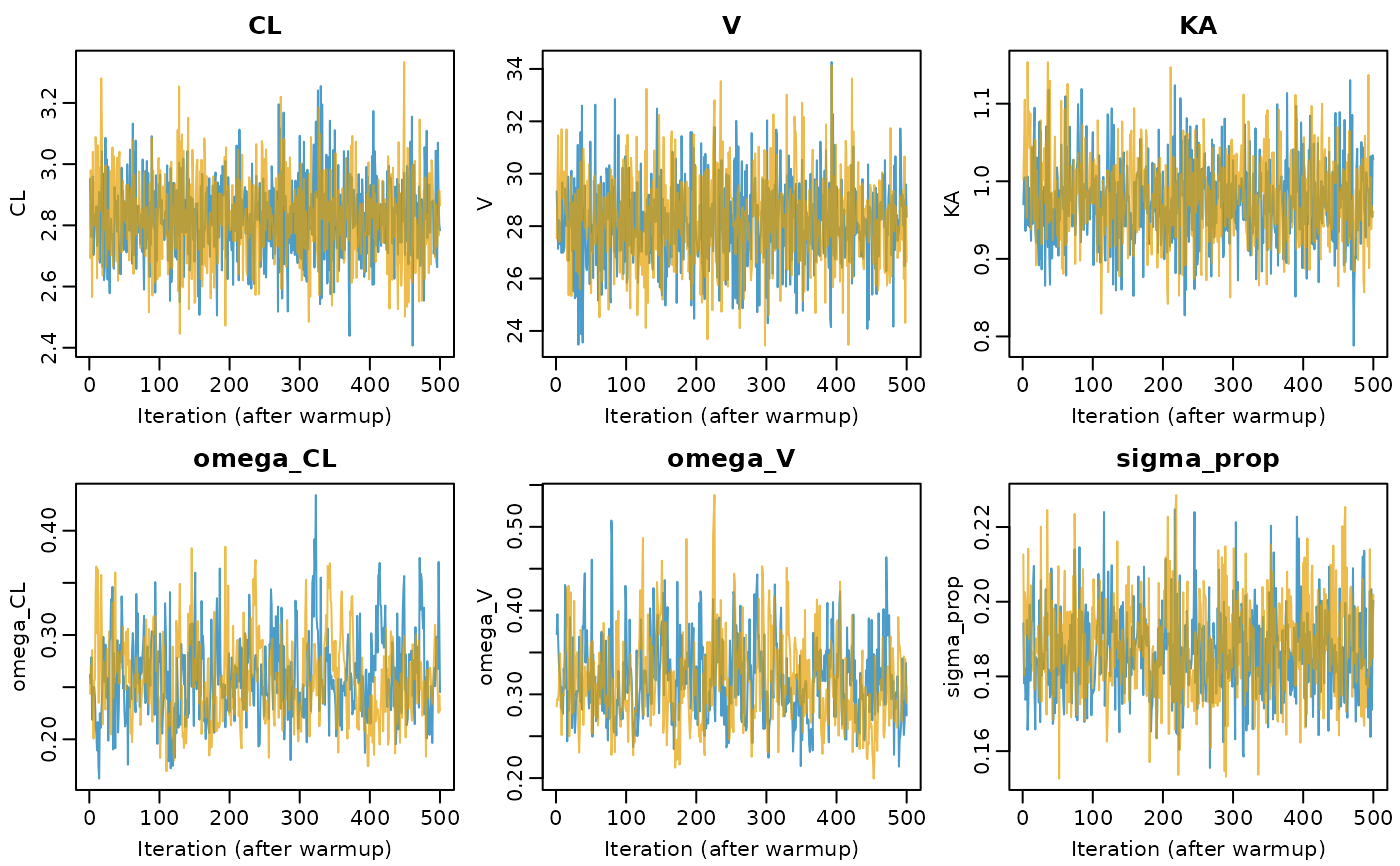 CL
V
KA
CL
2.4 2.6 2.8 3.0 3.2
V
24 26 28 30 32 34
KA
0.8 0.9 1.0 1.1
0 100 200 300 400 500
0 100 200 300 400 500
0 100 200 300 400 500
Iteration (after warmup)
Iteration (after warmup)
Iteration (after warmup)
omega_CL
omega_V
sigma_prop
omega_CL
0.20 0.30 0.40
omega_V
0.20 0.30 0.40 0.50
sigma_prop
0.16 0.18 0.20 0.22
0 100 200 300 400 500
0 100 200 300 400 500
0 100 200 300 400 500
Iteration (after warmup)
Iteration (after warmup)
Iteration (after warmup)